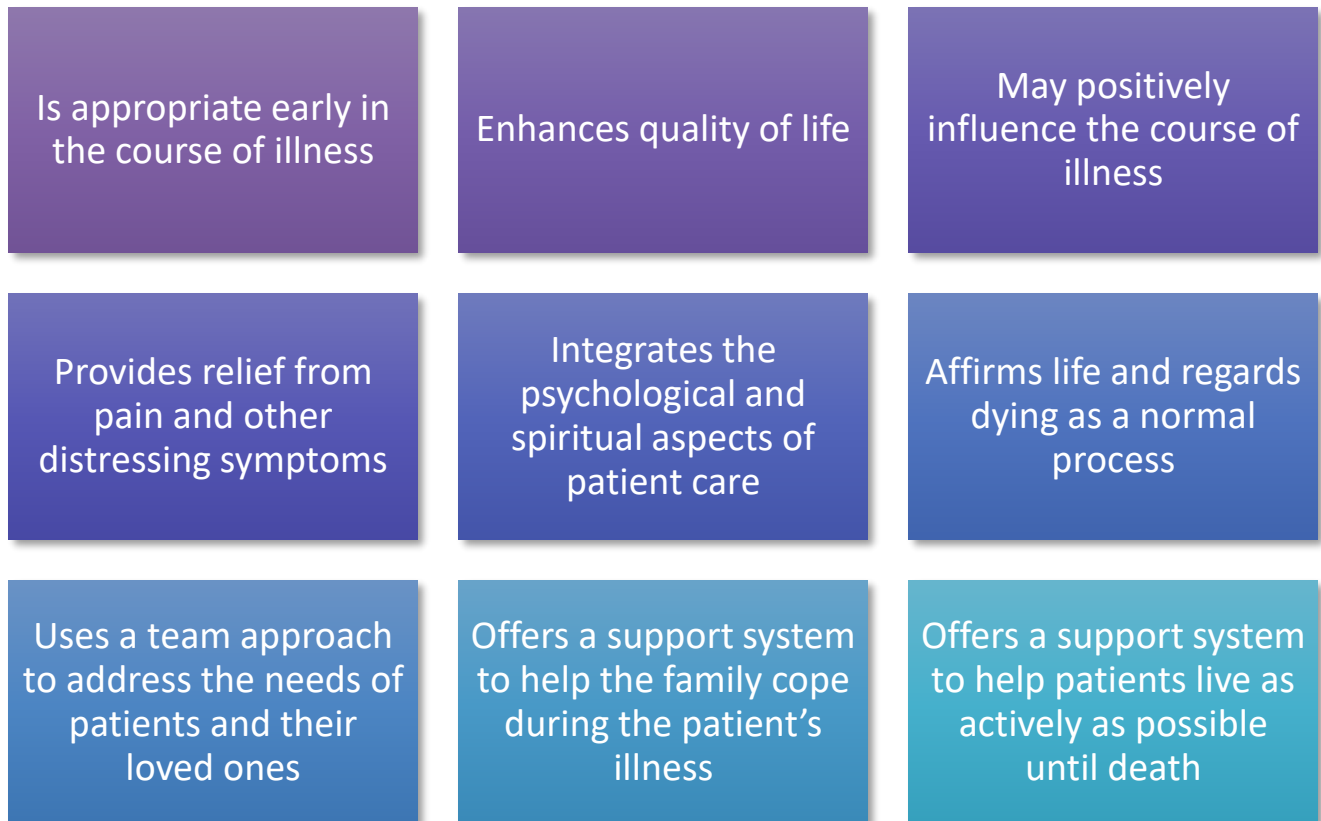 Is appropriate early in
the course of illness
Enhances quality of life
May positively
influence the course of
illness
Provides relief from
pain and other
distressing symptoms
Integrates the
psychological and
spiritual aspects of
patient care
Affirms life and regards
dying as a normal
process
Uses a team approach
to address the needs of
patients and their
loved ones
Offers a support system
to help the family cope
during the patient’s
illness
Offers a support system
to help patients live as
actively as possible
until death